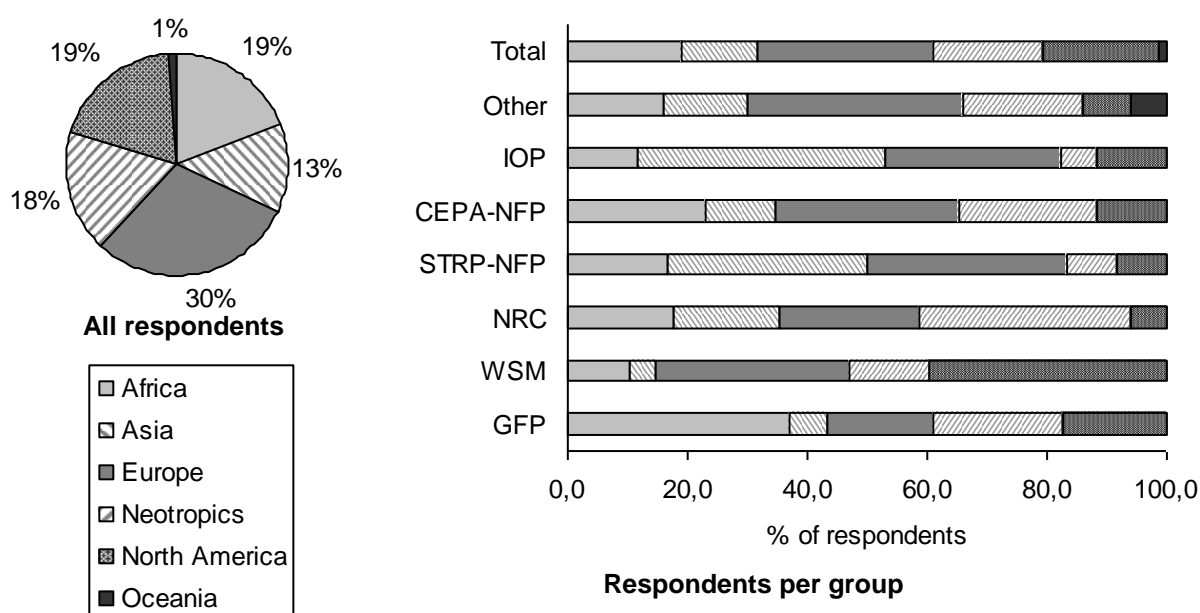 1%
19%
19%
13%
18%
30%
All respondents
Africa
Asia
Europe
Neotropics
North America
Oceania
Total
Other
IOP
CEPA-NFP
STRP-NFP
NRC
WSM
GFP
0,0 20,0 40,0 60,0 80,0 100,0
% of respondents
Respondents per group